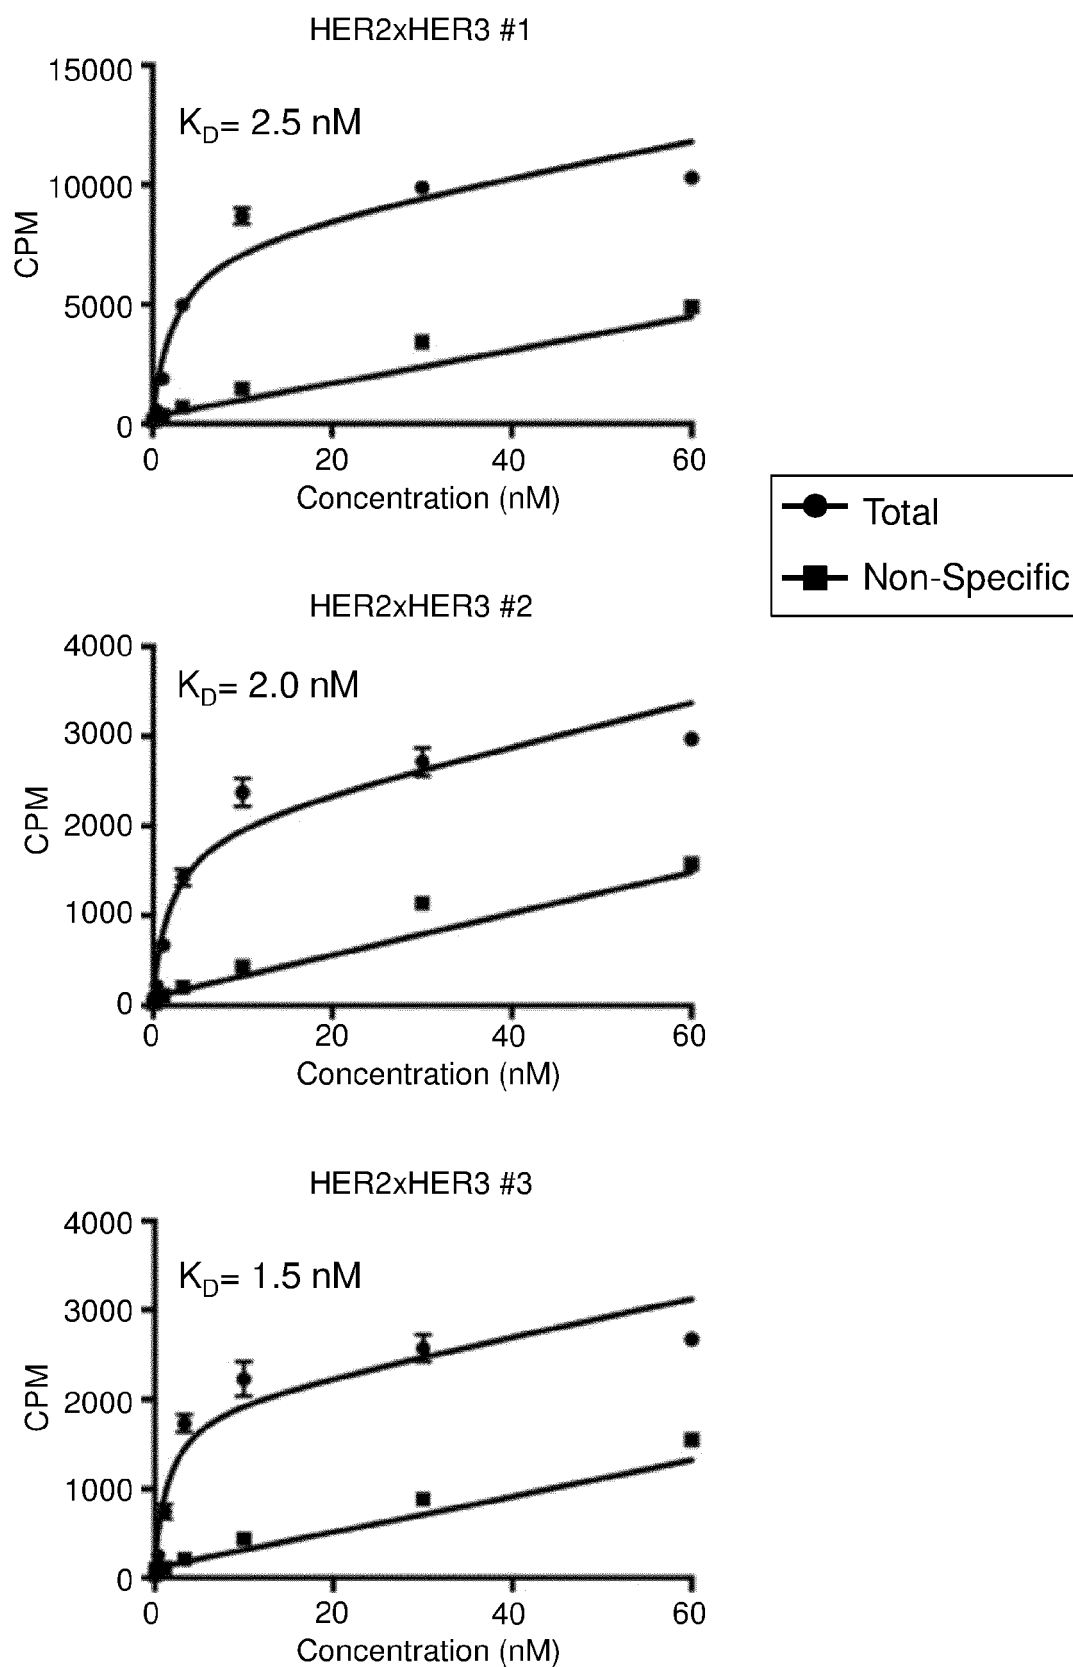 HER2xHER3 #1
15000
K_D= 2.5 nM
10000
CPM
5000
0
0 20 40 60
Concentration (nM)
Total
Non-Specific
HER2xHER3 #2
4000
K_D= 2.0 nM
3000
CPM
2000
1000
0
0 20 40 60
Concentration (nM)
HER2xHER3 #3
4000
K_D= 1.5 nM
3000
CPM
2000
1000
0
0 20 40 60
Concentration (nM)